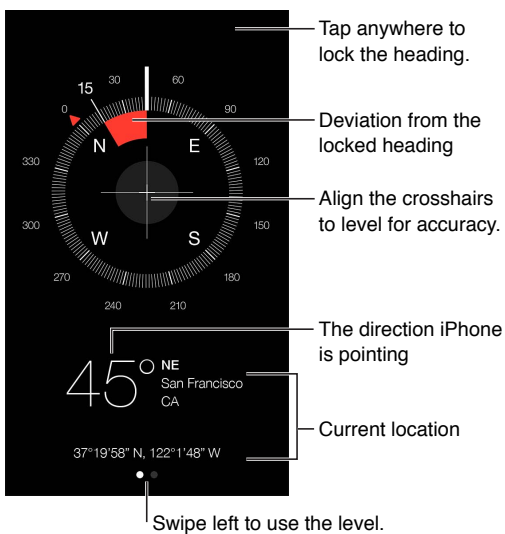 Tap anywhere to
lock the heading.
15
30
60
0
90
Deviation from the
locked heading
N
E
330
120
Align the crosshairs
to level for accuracy.
300
150
W
S
270
180
240
210
The direction iPhone
is pointing
45° NE
San Francisco
CA
Current location
37°19'58" N, 122°1'48" W
Swipe left to use the level.